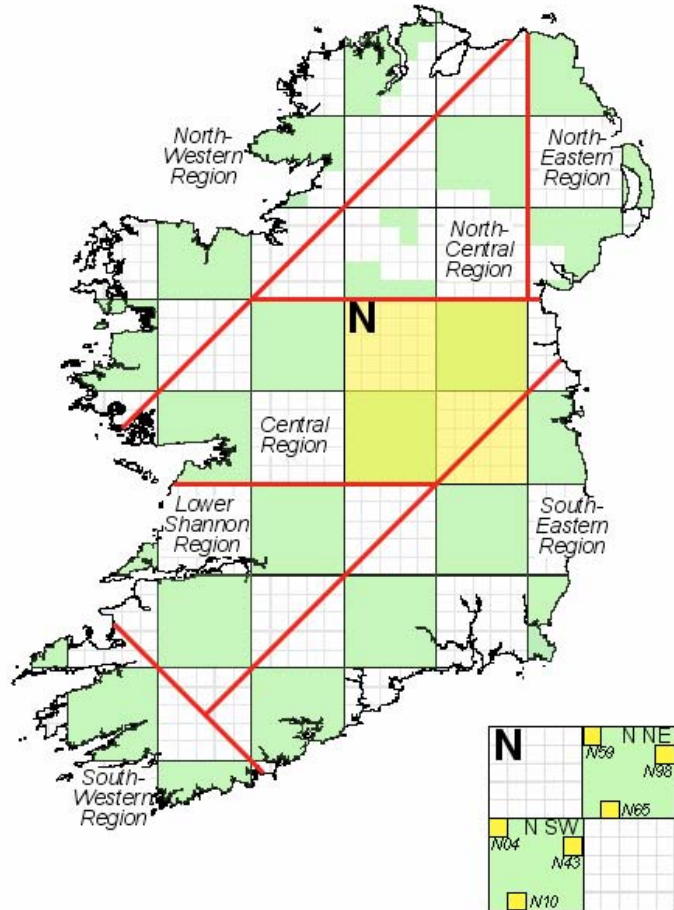 North-
Western
Region
North-
Eastern
Region
North-
Central
Region
N
Central
Region
Lower
Shannon
Region
South-
Eastern
Region
South-
Western
Region
N
N NE
N59
N98
N65
N SW
N04
N43
N10